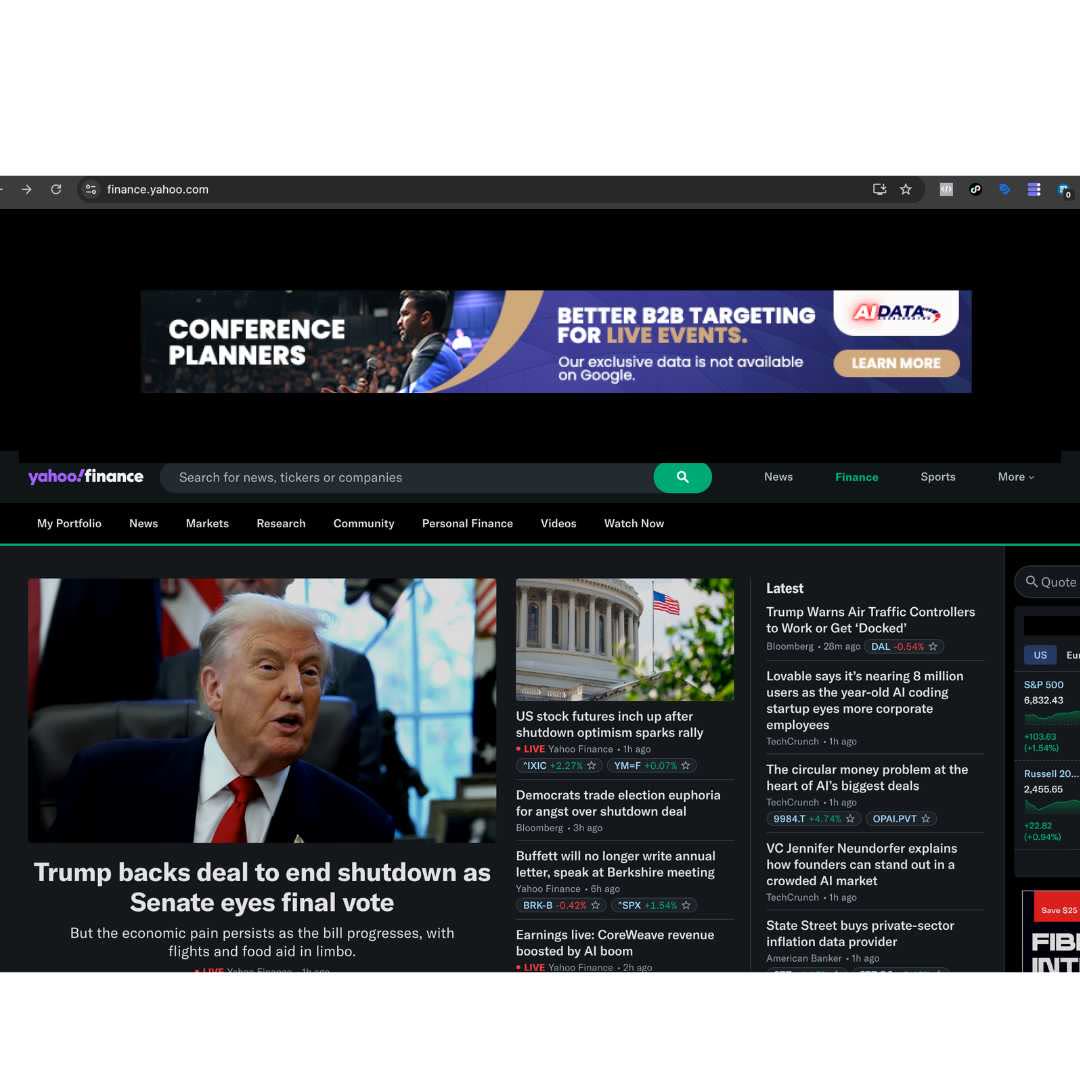 finance.yahoo.com
0
CONFERENCE
PLANNERS
BETTER B2B TARGETING
FOR LIVE EVENTS.
Our exclusive data is not available
on Google.
AIDATA
LEARN MORE
yahoo!finance
Search for news, tickers or companies
News
Finance
Sports
More
My Portfolio
News
Markets
Research
Community
Personal Finance
Videos
Watch Now
Trump backs deal to end shutdown as
Senate eyes final vote
But the economic pain persists as the bill progresses, with
flights and food aid in limbo.
• LIVE Yahoo Finance • 1h ago
US stock futures inch up after
shutdown optimism sparks rally
• LIVE Yahoo Finance • 1h ago
^IXIC +2.27% YM=F +0.07%
Democrats trade election euphoria
for angst over shutdown deal
Bloomberg • 3h ago
Buffett will no longer write annual
letter, speak at Berkshire meeting
Yahoo Finance • 6h ago
BRK-B -0.42% ^SPX +1.54%
Earnings live: CoreWeave revenue
boosted by AI boom
• LIVE Yahoo Finance • 2h ago
Latest
Trump Warns Air Traffic Controllers
to Work or Get ‘Docked’
Bloomberg • 28m ago DAL -0.54%
Lovable says it’s nearing 8 million
users as the year-old AI coding
startup eyes more corporate
employees
TechCrunch • 1h ago
The circular money problem at the
heart of AI’s biggest deals
TechCrunch • 1h ago
9984.T +4.74% OPAI.PVT
VC Jennifer Neundorfer explains
how founders can stand out in a
crowded AI market
TechCrunch • 1h ago
State Street buys private-sector
inflation data provider
American Banker • 1h ago
Quote
US
S&P 500
6,832.43
+103.63
(+1.54%)
Russell 20...
2,455.65
+22.82
(+0.94%)
Save $25